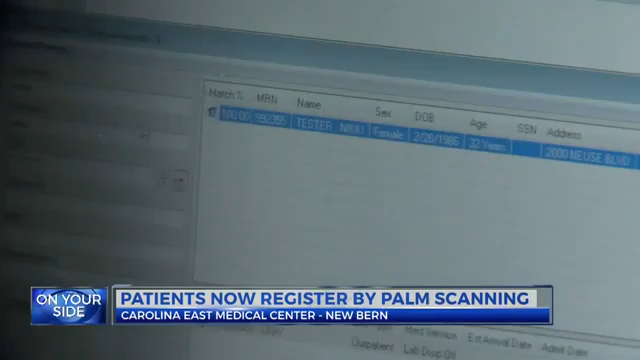 Match % MRN Name Sex DOB Age SSN Address
100.00 992355 TESTER, NIKKI Female 2/28/1986 32 Years 2000 NEUSE BLVD
ON YOUR SIDE
PATIENTS NOW REGISTER BY PALM SCANNING
CAROLINA EAST MEDICAL CENTER - NEW BERN
Med Service Est Arrival Date Admit Date
Outpatient Lab Drop Off